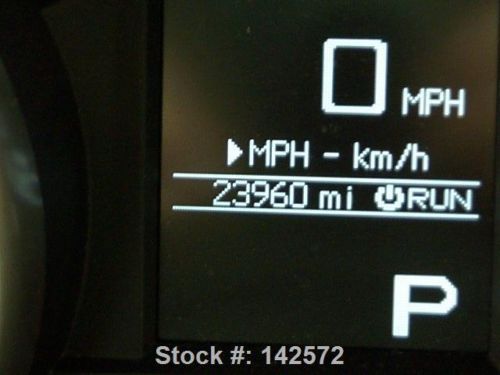 0 MPH
▶MPH - km/h
23960 mi ⏻RUN
P
Stock #: 142572